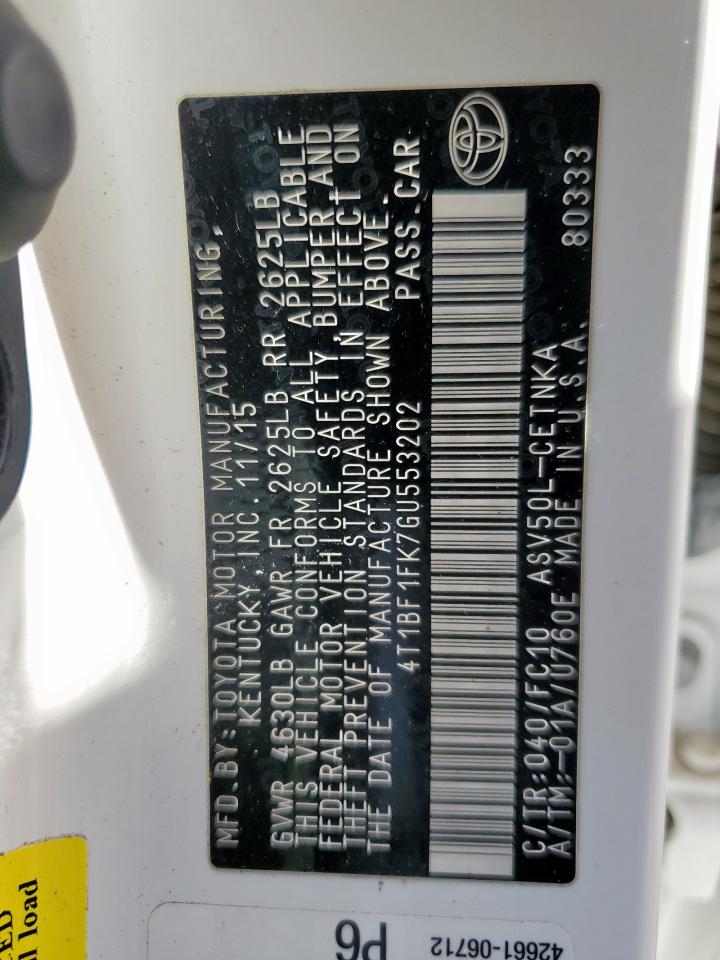 MFD.BY:TOYOTA MOTOR MANUFACTURING,
KENTUCKY,INC.11/15
GVWR 4630LB GAWR FR 2625LB RR 2625LB
THIS VEHICLE CONFORMS TO ALL APPLICABLE
FEDERAL MOTOR VEHICLE SAFETY,BUMPER AND
THEFT PREVENTION STANDARDS IN EFFECT ON
THE DATE OF MANUFACTURE SHOWN ABOVE.
4T1BF1FK7GU553202 PASS.CAR
C/TR:040/FC10 ASV50L-CETNKA
A/TM:-01A/U760E MADE IN U.S.A. 80333
P6
42661-06712
load